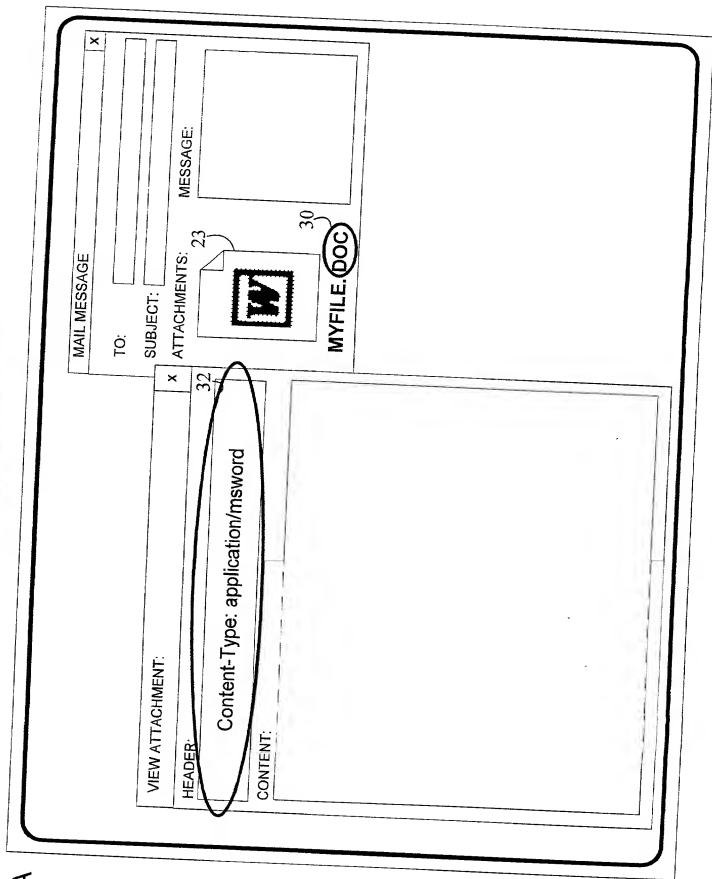 MAIL MESSAGE
X
TO:
SUBJECT:
ATTACHMENTS:
MESSAGE:
23
W
MYFILE.DOC
30
VIEW ATTACHMENT:
X
HEADER:
32
Content-Type: application/msword
CONTENT: